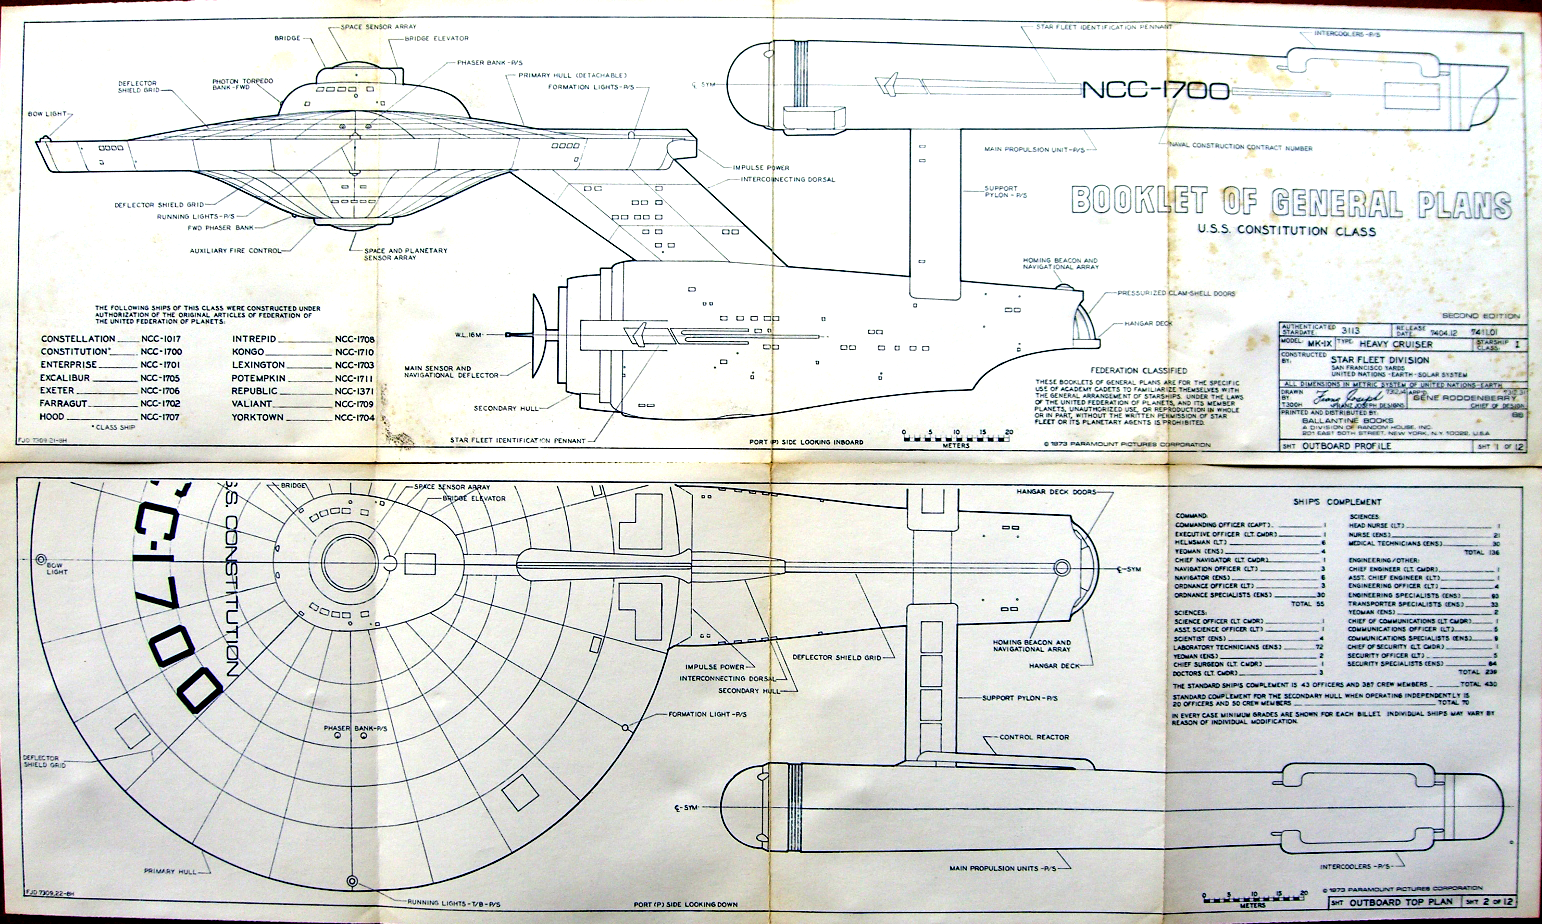 SPACE SENSOR ARRAY
BRIDGE
BRIDGE ELEVATOR
PHASER BANK-P/S
PHOTON TORPEDO
BANK-FWD
PRIMARY HULL (DETACHABLE)
DEFLECTOR
SHIELD GRID
FORMATION LIGHTS-P/S
BOW LIGHT
IMPULSE POWER
INTERCONNECTING DORSAL
DEFLECTOR SHIELD GRID
RUNNING LIGHTS-P/S
FWD PHASER BANK
AUXILIARY FIRE CONTROL
SPACE AND PLANETARY
SENSOR ARRAY
STAR FLEET IDENTIFICATION PENNANT
INTERCOOLERS-P/S
℄ SYM
NCC-1700
MAIN PROPULSION UNIT-P/S
NAVAL CONSTRUCTION CONTRACT NUMBER
SUPPORT
PYLON-P/S
BOOKLET OF GENERAL PLANS
U.S.S. CONSTITUTION CLASS
HOMING BEACON AND
NAVIGATIONAL ARRAY
PRESSURIZED CLAM-SHELL DOORS
HANGAR DECK
W.L. 16M
MAIN SENSOR AND
NAVIGATIONAL DEFLECTOR
SECONDARY HULL
STAR FLEET IDENTIFICATION PENNANT
THE FOLLOWING SHIPS OF THIS CLASS WERE CONSTRUCTED UNDER
AUTHORIZATION OF THE ORIGINAL ARTICLES OF FEDERATION OF
THE UNITED FEDERATION OF PLANETS:
CONSTELLATION NCC-1017 INTREPID NCC-1708
CONSTITUTION* NCC-1700 KONGO NCC-1710
ENTERPRISE NCC-1701 LEXINGTON NCC-1703
EXCALIBUR NCC-1705 POTEMPKIN NCC-1711
EXETER NCC-1706 REPUBLIC NCC-1371
FARRAGUT NCC-1702 VALIANT NCC-1709
HOOD NCC-1707 YORKTOWN NCC-1704
*CLASS SHIP
FJD 7309.21-BH
PORT (P) SIDE LOOKING INBOARD
0 5 10 15 20
METERS
FEDERATION CLASSIFIED
THESE BOOKLETS OF GENERAL PLANS ARE FOR THE SPECIFIC
USE OF ACADEMY CADETS TO FAMILIARIZE THEMSELVES WITH
THE GENERAL ARRANGEMENT OF STARSHIPS. UNDER THE LAWS
OF THE UNITED FEDERATION OF PLANETS, AND ITS MEMBER
PLANETS, UNAUTHORIZED USE, OR REPRODUCTION IN WHOLE
OR IN PART, WITHOUT THE WRITTEN PERMISSION OF STAR
FLEET OR ITS PLANETARY AGENTS IS PROHIBITED.
© 1973 PARAMOUNT PICTURES CORPORATION
SECOND EDITION
AUTHENTICATED STARDATE 3113 RELEASE DATE: 7404.12 7411.01
MODEL: MK-IX TYPE: HEAVY CRUISER STARSHIP CLASS: I
CONSTRUCTED BY: STAR FLEET DIVISION
SAN FRANCISCO YARDS
UNITED NATIONS-EARTH-SOLAR SYSTEM
ALL DIMENSIONS IN METRIC SYSTEM OF UNITED NATIONS-EARTH
DRAWN BY Franz Joseph APP'D GENE RODDENBERRY
FRANZ JOSEPH DESIGNS CHIEF OF DESIGN
PRINTED AND DISTRIBUTED BY:
BALLANTINE BOOKS
A DIVISION OF RANDOM HOUSE, INC.
201 EAST 50TH STREET, NEW YORK, N.Y. 10022, U.S.A.
SHT OUTBOARD PROFILE SHT 1 OF 12
BRIDGE
SPACE SENSOR ARRAY
BRIDGE ELEVATOR
CC-1700
S.S. CONSTITUTION
BOW
LIGHT
HANGAR DECK DOORS
℄-SYM
HOMING BEACON AND
NAVIGATIONAL ARRAY
HANGAR DECK
DEFLECTOR SHIELD GRID
IMPULSE POWER
INTERCONNECTING DORSAL
SECONDARY HULL
SUPPORT PYLON-P/S
FORMATION LIGHT-P/S
PHASER BANK-P/S
CONTROL REACTOR
DEFLECTOR
SHIELD GRID
℄-SYM
PRIMARY HULL
MAIN PROPULSION UNITS-P/S
INTERCOOLERS-P/S
RUNNING LIGHTS-T/B-P/S
FJD 7309.22-BH
PORT (P) SIDE LOOKING DOWN
SHIP'S COMPLEMENT
COMMAND:
COMMANDING OFFICER (CAPT.) 1
EXECUTIVE OFFICER (LT. CMDR) 1
HELMSMAN (LT) 6
YEOMAN (ENS) 4
CHIEF NAVIGATOR (LT. CMDR) 1
NAVIGATION OFFICER (LT) 3
NAVIGATOR (ENS) 6
ORDNANCE OFFICER (LT) 3
ORDNANCE SPECIALISTS (ENS) 30
TOTAL 55
SCIENCES:
SCIENCE OFFICER (LT CMDR) 1
ASST. SCIENCE OFFICER (LT) 1
SCIENTIST (ENS) 4
LABORATORY TECHNICIANS (ENS) 72
YEOMAN (ENS) 2
CHIEF SURGEON (LT. CMDR) 1
DOCTORS (LT. CMDR) 3
SCIENCES:
HEAD NURSE (LT) 1
NURSE (ENS) 21
MEDICAL TECHNICIANS (ENS) 30
TOTAL 136
ENGINEERING/OTHER:
CHIEF ENGINEER (LT. CMDR) 1
ASST. CHIEF ENGINEER (LT) 1
ENGINEERING OFFICER (LT) 4
ENGINEERING SPECIALISTS (ENS)
TRANSPORTER SPECIALISTS (ENS)
YEOMAN (ENS) 2
CHIEF OF COMMUNICATIONS (LT CMDR) 1
COMMUNICATIONS OFFICER (LT) 5
COMMUNICATIONS SPECIALISTS (ENS)
CHIEF OF SECURITY (LT. CMDR) 1
SECURITY OFFICER (LT)
SECURITY SPECIALISTS (ENS)
TOTAL 239
THE STANDARD SHIP'S COMPLEMENT IS 43 OFFICERS AND 387 CREW MEMBERS TOTAL 430
STANDARD COMPLEMENT FOR THE SECONDARY HULL WHEN OPERATING INDEPENDENTLY IS
20 OFFICERS AND 50 CREW MEMBERS TOTAL 70
IN EVERY CASE MINIMUM GRADES ARE SHOWN FOR EACH BILLET. INDIVIDUAL SHIPS MAY VARY BY
REASON OF INDIVIDUAL MODIFICATION.
0 5 10 15 20
METERS
© 1973 PARAMOUNT PICTURES CORPORATION
SHT OUTBOARD TOP PLAN SHT 2 OF 12